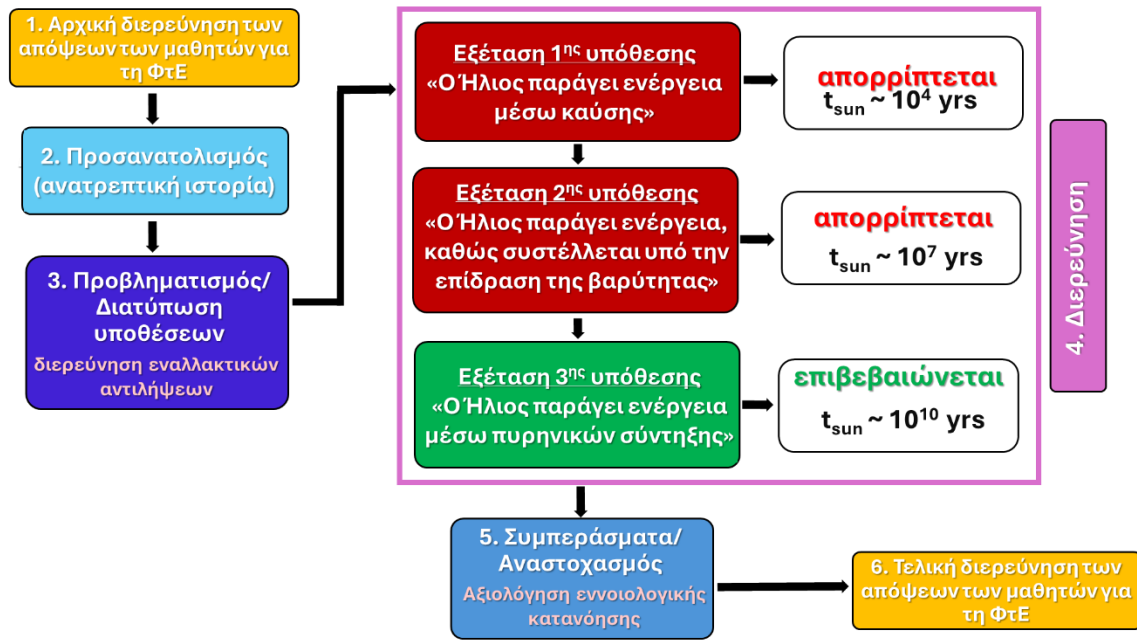 1. Αρχική διερεύνηση των
απόψεων των μαθητών για
τη ΦτΕ
2. Προσανατολισμός
(ανατρεπτική ιστορία)
3. Προβληματισμός/
Διατύπωση
υποθέσεων
διερεύνηση εναλλακτικών
αντιλήψεων
Εξέταση 1ης υπόθεσης
«Ο Ήλιος παράγει ενέργεια
μέσω καύσης»
απορρίπτεται
tsun ~ 10⁴ yrs
Εξέταση 2ης υπόθεσης
«Ο Ήλιος παράγει ενέργεια,
καθώς συστέλλεται υπό την
επίδραση της βαρύτητας»
απορρίπτεται
tsun ~ 10⁷ yrs
Εξέταση 3ης υπόθεσης
«Ο Ήλιος παράγει ενέργεια
μέσω πυρηνικών σύντηξης»
επιβεβαιώνεται
tsun ~ 10¹⁰ yrs
4. Διερεύνηση
5. Συμπεράσματα/
Αναστοχασμός
Αξιολόγηση εννοιολογικής
κατανόησης
6. Τελική διερεύνηση των
απόψεων των μαθητών για
τη ΦτΕ